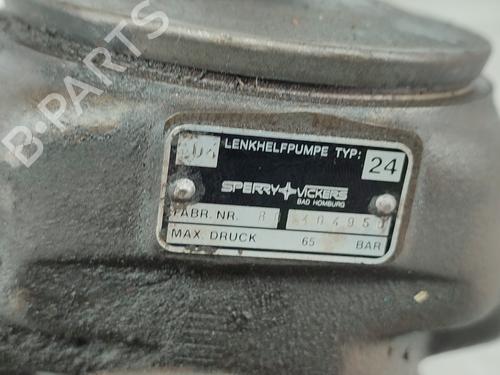 B-PARTS
LENKHELFPUMPE TYP: 24
SPERRY VICKERS
BAD HOMBURG
FABR. NR.
MAX. DRUCK 65 BAR